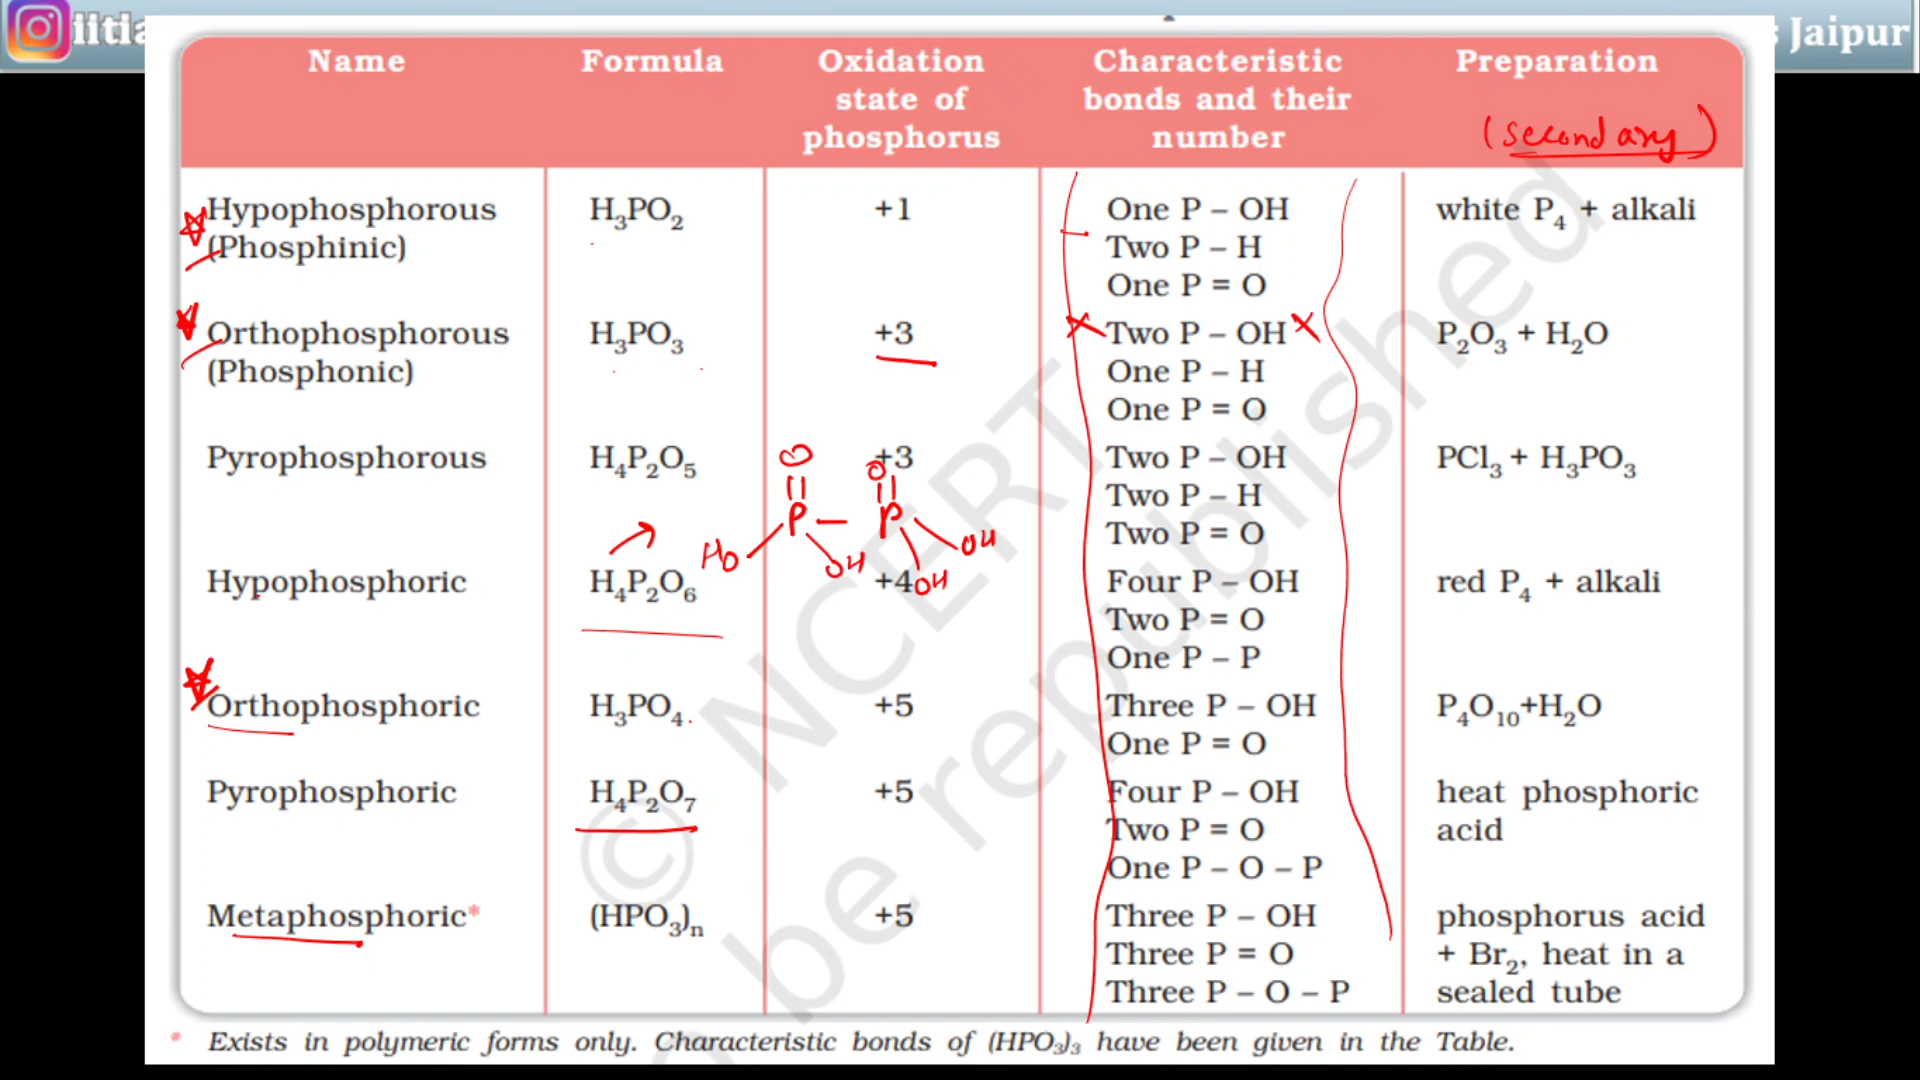 iitia
s Jaipur
Name Formula Oxidation state of phosphorus Characteristic bonds and their number Preparation
(secondary)
Hypophosphorous (Phosphinic) H₃PO₂ +1 One P – OH white P₄ + alkali
Two P – H
One P = O
Orthophosphorous (Phosphonic) H₃PO₃ +3 Two P – OH P₂O₃ + H₂O
One P – H
One P = O
Pyrophosphorous H₄P₂O₅ +3 Two P – OH PCl₃ + H₃PO₃
Two P – H
Two P = O
O O
P – P
HO OH OH OH
Hypophosphoric H₄P₂O₆ +4 Four P – OH red P₄ + alkali
Two P = O
One P – P
Orthophosphoric H₃PO₄ +5 Three P – OH P₄O₁₀+H₂O
One P = O
Pyrophosphoric H₄P₂O₇ +5 Four P – OH heat phosphoric
Two P = O acid
One P – O – P
Metaphosphoric* (HPO₃)ₙ +5 Three P – OH phosphorus acid
Three P = O + Br₂, heat in a
Three P – O – P sealed tube
© NCERT
be republished
* Exists in polymeric forms only. Characteristic bonds of (HPO₃)₃ have been given in the Table.